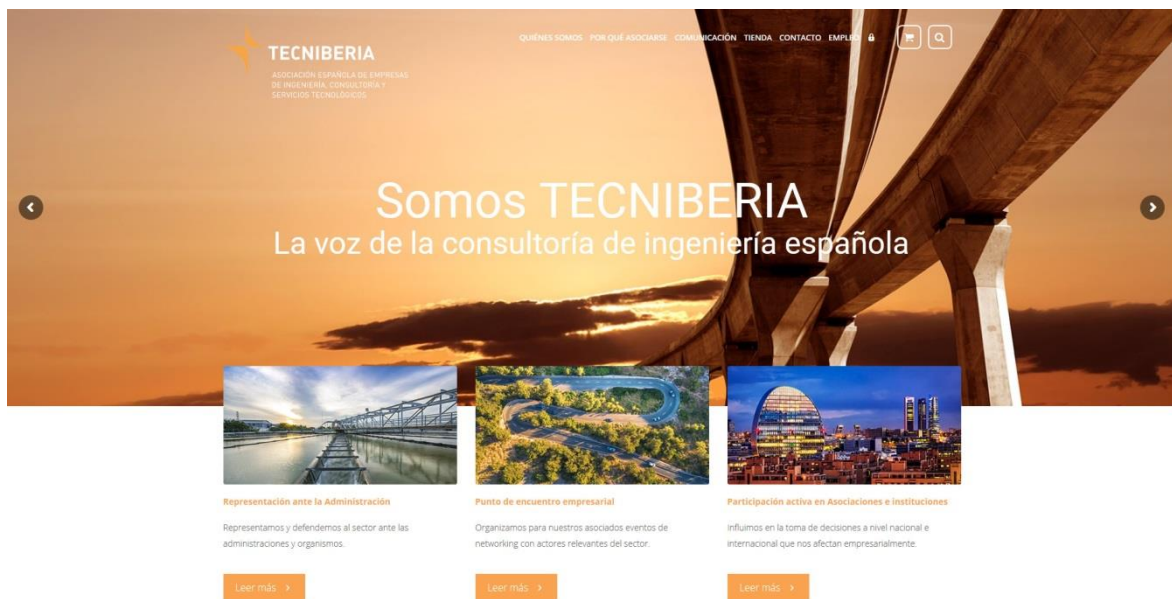 TECNIBERIA
ASOCIACIÓN ESPAÑOLA DE EMPRESAS
DE INGENIERÍA, CONSULTORÍA Y
SERVICIOS TECNOLÓGICOS
QUIÉNES SOMOS POR QUÉ ASOCIARSE COMUNICACIÓN TIENDA CONTACTO EMPLEO
Somos TECNIBERIA
La voz de la consultoría de ingeniería española
Representación ante la Administración
Representamos y defendemos al sector ante las
administraciones y organismos.
Leer más
Punto de encuentro empresarial
Organizamos para nuestros asociados eventos de
networking con actores relevantes del sector.
Leer más
Participación activa en Asociaciones e instituciones
Influimos en la toma de decisiones a nivel nacional e
internacional que nos afectan empresarialmente.
Leer más